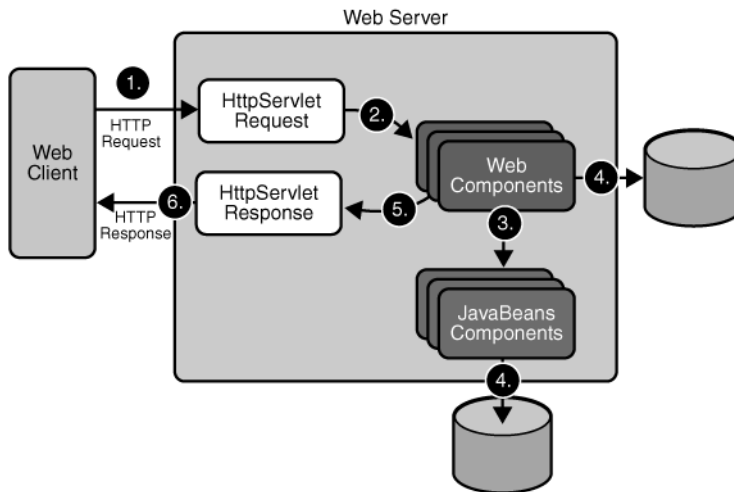 Web Server
1.
HttpServlet
Request
2.
HTTP
Request
Web
Client
Web
Components
4.
HttpServlet
Response
6.
5.
HTTP
Response
3.
JavaBeans
Components
4.